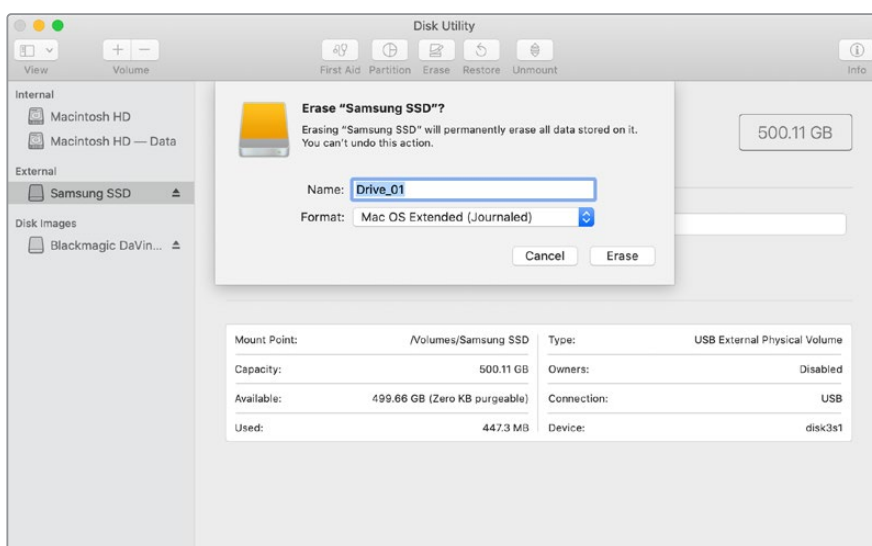 Disk Utility
View
Volume
First Aid
Partition
Erase
Restore
Unmount
Info
Internal
Macintosh HD
Macintosh HD — Data
External
Samsung SSD
Disk Images
Blackmagic DaVin...
Erase “Samsung SSD”?
Erasing “Samsung SSD” will permanently erase all data stored on it.
You can’t undo this action.
Name: Drive_01
Format: Mac OS Extended (Journaled)
Cancel
Erase
500.11 GB
Mount Point: /Volumes/Samsung SSD
Type: USB External Physical Volume
Capacity: 500.11 GB
Owners: Disabled
Available: 499.66 GB (Zero KB purgeable)
Connection: USB
Used: 447.3 MB
Device: disk3s1